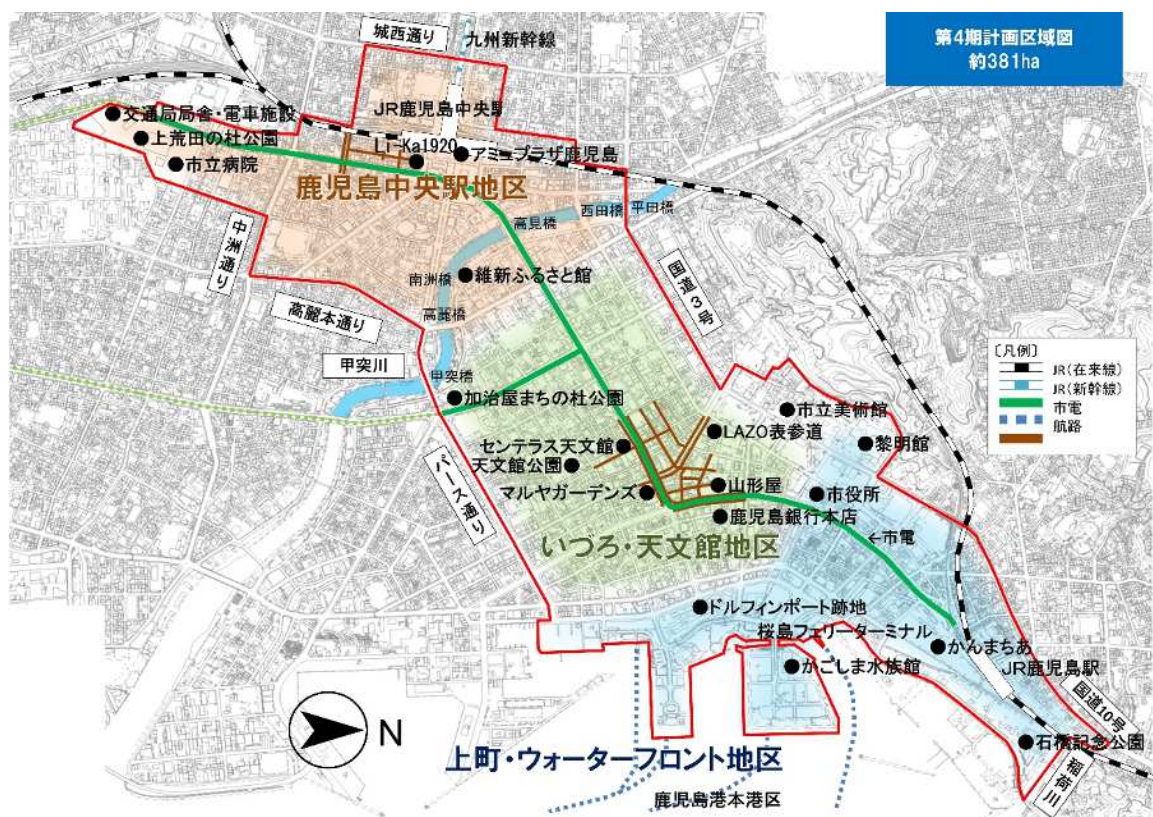 第4期計画区域図
約381ha
城西通り
九州新幹線
JR鹿児島中央駅
交通局局舎・電車施設
上荒田の杜公園
市立病院
Li-Ka1920
アミュプラザ鹿児島
鹿児島中央駅地区
高見橋
西田橋
平田橋
中洲通り
南洲橋
維新ふるさと館
国道3号
高麗本通り
高麗橋
甲突川
甲突橋
加治屋まちの杜公園
〔凡例〕
JR(在来線)
JR(新幹線)
市電
航路
市立美術館
LAZO表参道
黎明館
センテラス天文館
天文館公園
マルヤガーデンズ
山形屋
市役所
鹿児島銀行本店
パース通り
いづろ・天文館地区
←市電
ドルフィンポート跡地
桜島フェリーターミナル
かんまちあ
かごしま水族館
JR鹿児島駅
国道10号
N
石橋記念公園
稲荷川
上町・ウォーターフロント地区
鹿児島港本港区